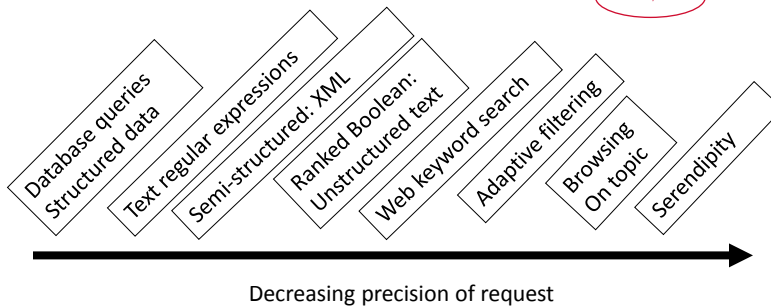 Database queries
Structured data
Text regular expressions
Semi-structured: XML
Ranked Boolean:
Unstructured text
Web keyword search
Adaptive filtering
Browsing
On topic
Serendipity
Decreasing precision of request